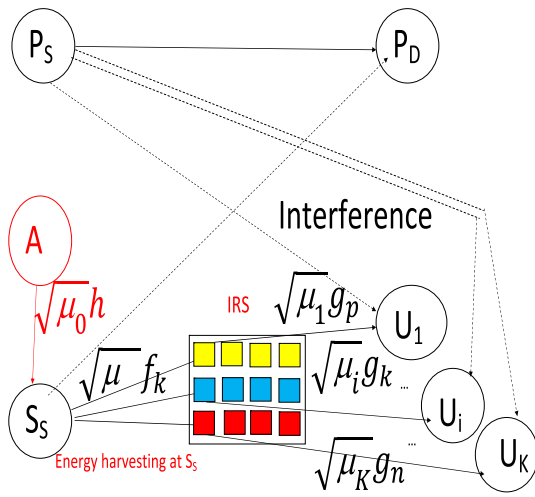 P_S
P_D
Interference
A
√μ_0 h
IRS
√μ_1 g_p
U_1
√μ f_k
√μ_i g_k ...
S_S
U_i
...
U_K
Energy harvesting at S_S
√μ_K g_n